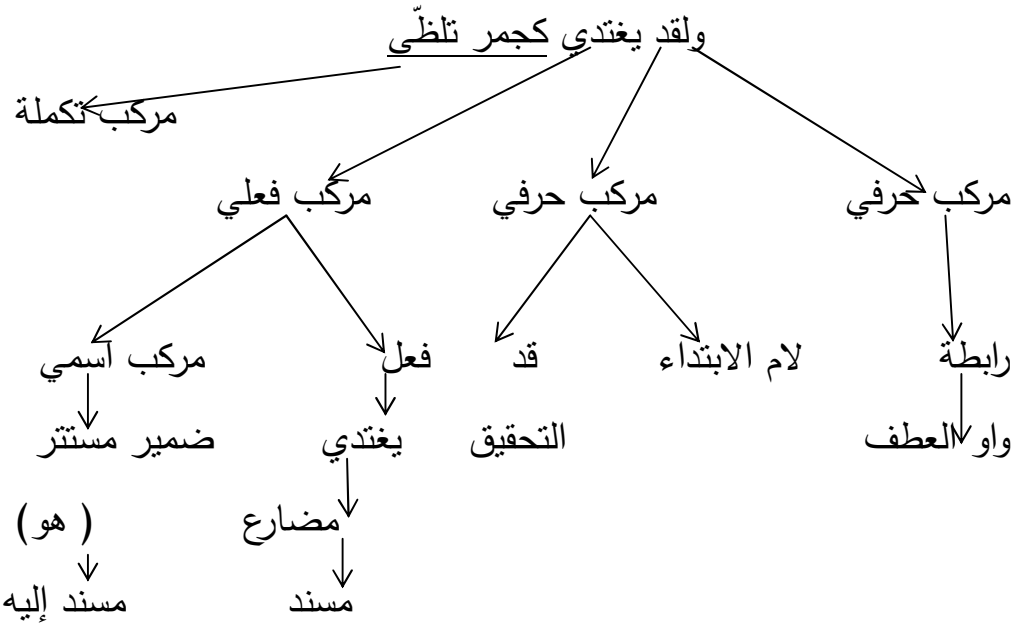 ولقد يغتدي كجمر تلظّى
مركب تكملة
مركب حرفي مركب حرفي مركب فعلي
رابطة لام الابتداء قد فعل مركب اسمي
واو العطف التحقيق يغتدي ضمير مستتر
مضارع ( هو)
مسند مسند إليه